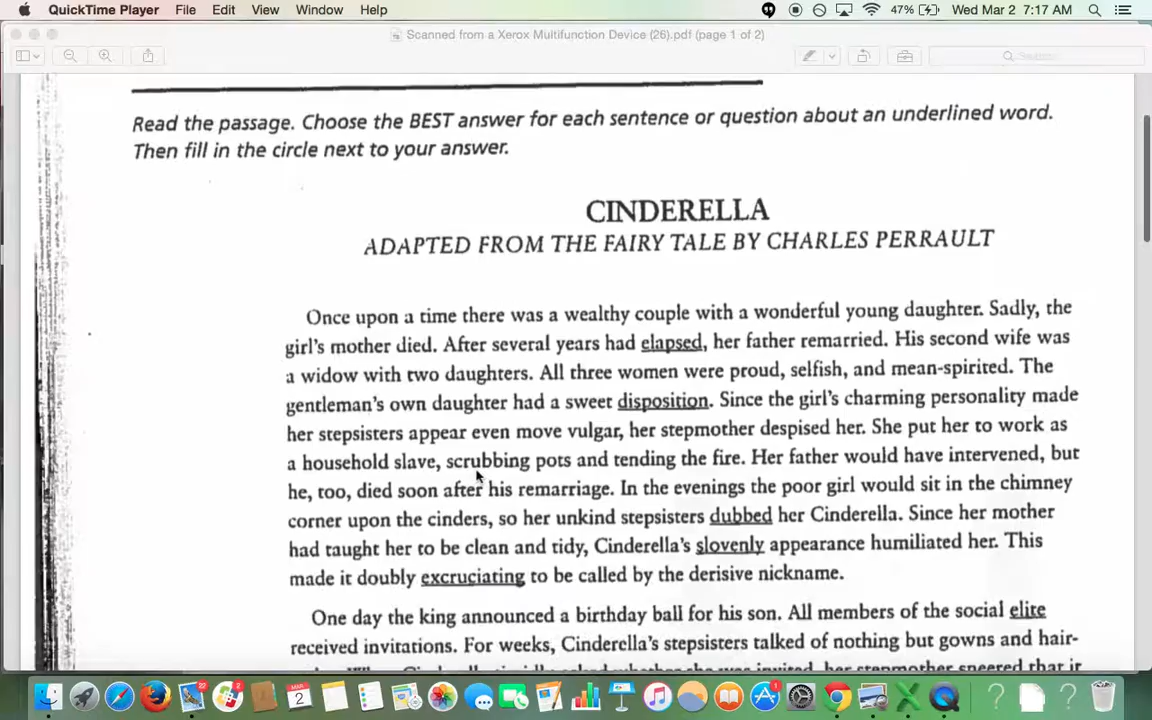 QuickTime Player File Edit View Window Help 47% Wed Mar 2 7:17 AM
Scanned from a Xerox Multifunction Device (26).pdf (page 1 of 2)
Search
Read the passage. Choose the BEST answer for each sentence or question about an underlined word.
Then fill in the circle next to your answer.
CINDERELLA
ADAPTED FROM THE FAIRY TALE BY CHARLES PERRAULT
Once upon a time there was a wealthy couple with a wonderful young daughter. Sadly, the
girl's mother died. After several years had elapsed, her father remarried. His second wife was
a widow with two daughters. All three women were proud, selfish, and mean-spirited. The
gentleman's own daughter had a sweet disposition. Since the girl's charming personality made
her stepsisters appear even move vulgar, her stepmother despised her. She put her to work as
a household slave, scrubbing pots and tending the fire. Her father would have intervened, but
he, too, died soon after his remarriage. In the evenings the poor girl would sit in the chimney
corner upon the cinders, so her unkind stepsisters dubbed her Cinderella. Since her mother
had taught her to be clean and tidy, Cinderella's slovenly appearance humiliated her. This
made it doubly excruciating to be called by the derisive nickname.
One day the king announced a birthday ball for his son. All members of the social elite
received invitations. For weeks, Cinderella's stepsisters talked of nothing but gowns and hair-
her stepmother sneered that it